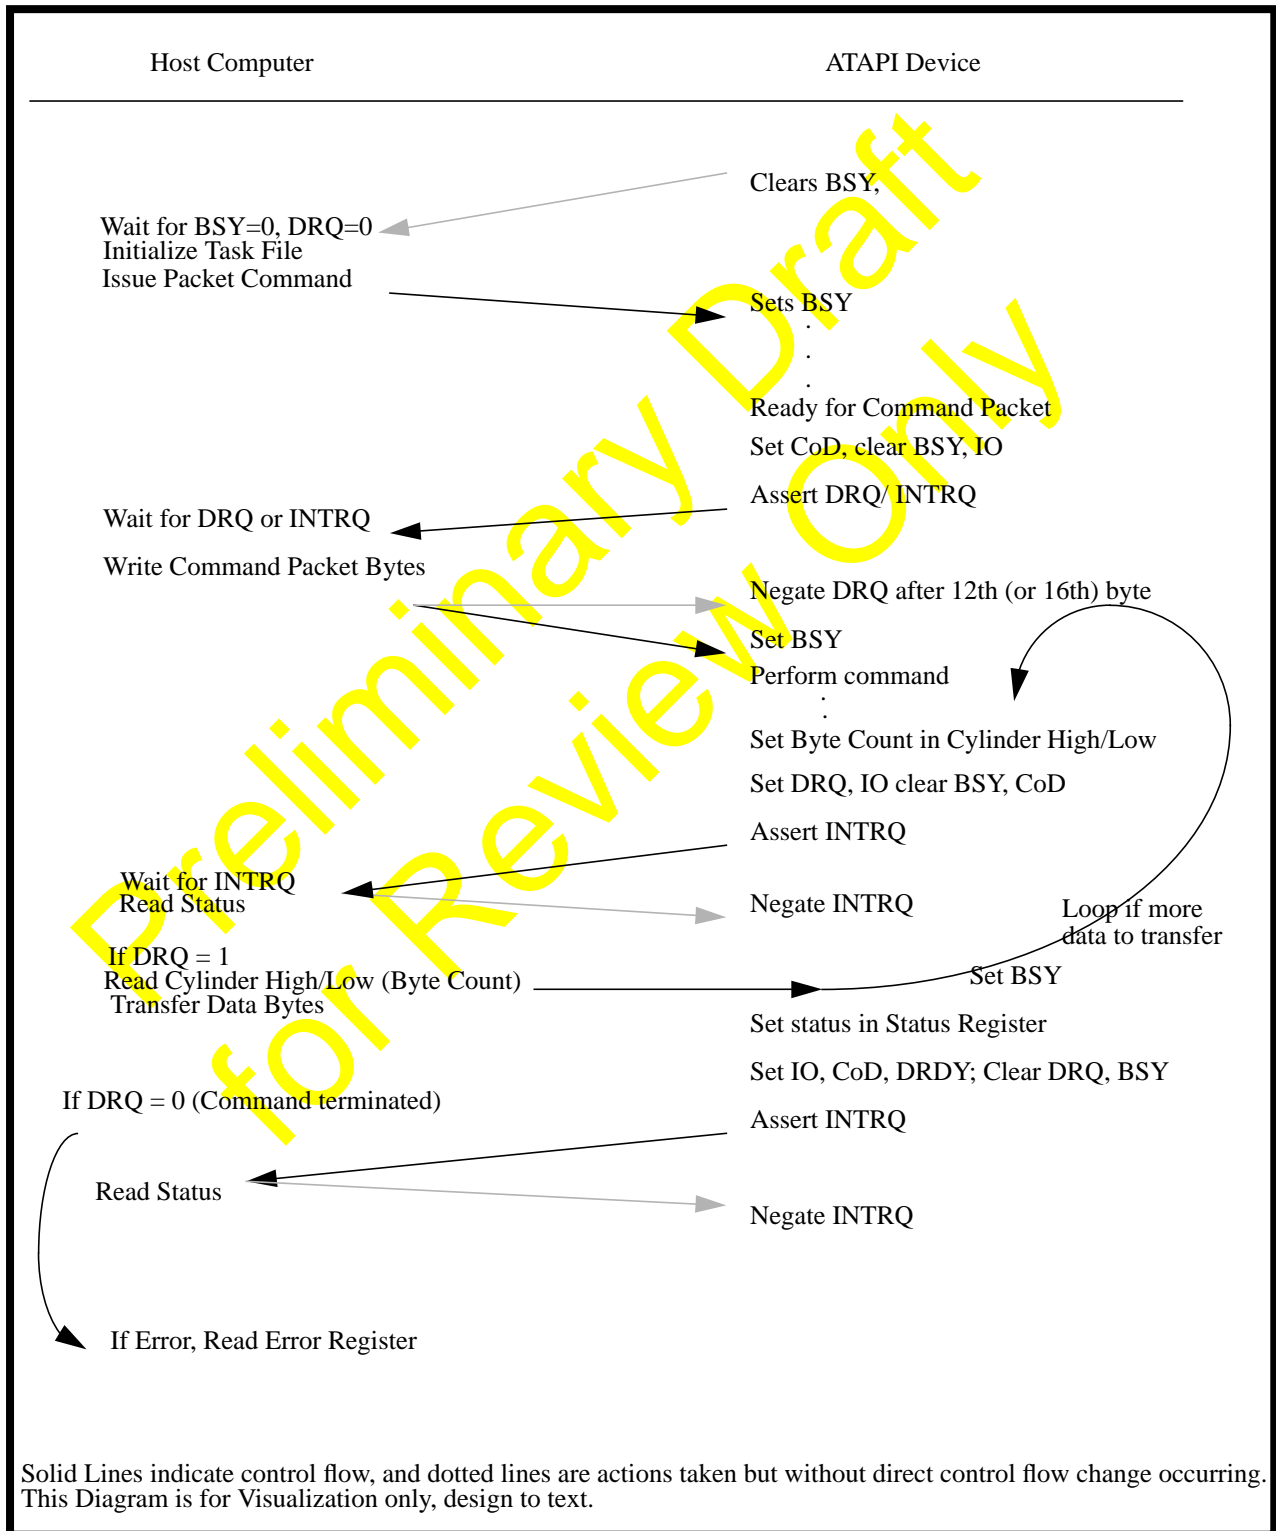 Host Computer
ATAPI Device
Clears BSY,
Wait for BSY=0, DRQ=0
Initialize Task File
Issue Packet Command
Sets BSY
.
.
.
Ready for Command Packet
Set CoD, clear BSY, IO
Assert DRQ/ INTRQ
Wait for DRQ or INTRQ
Write Command Packet Bytes
Negate DRQ after 12th (or 16th) byte
Set BSY
Perform command
.
.
Set Byte Count in Cylinder High/Low
Set DRQ, IO clear BSY, CoD
Assert INTRQ
Wait for INTRQ
Read Status
Negate INTRQ
Loop if more
data to transfer
If DRQ = 1
Read Cylinder High/Low (Byte Count)
Transfer Data Bytes
Set BSY
Set status in Status Register
Set IO, CoD, DRDY; Clear DRQ, BSY
If DRQ = 0 (Command terminated)
Assert INTRQ
Read Status
Negate INTRQ
If Error, Read Error Register
Solid Lines indicate control flow, and dotted lines are actions taken but without direct control flow change occurring.
This Diagram is for Visualization only, design to text.
Preliminary Draft
for Review Only